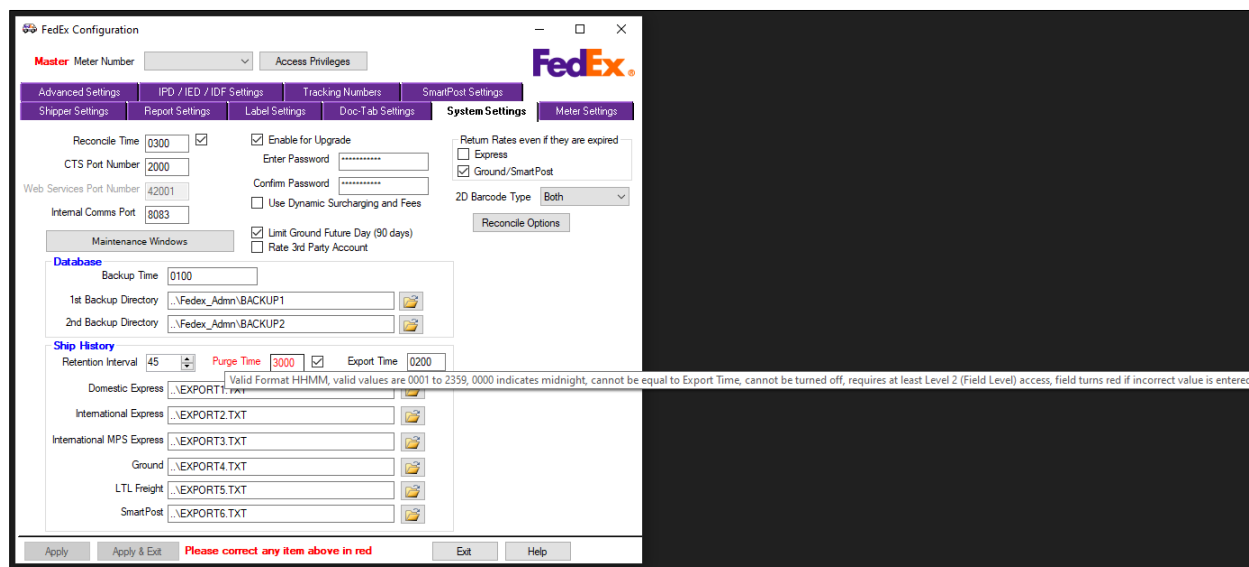 FedEx Configuration
Master Meter Number
Access Privileges
FedEx ®
Advanced Settings
IPD / IED / IDF Settings
Tracking Numbers
SmartPost Settings
Shipper Settings
Report Settings
Label Settings
Doc-Tab Settings
System Settings
Meter Settings
Reconcile Time 0300
CTS Port Number 2000
Web Services Port Number 42001
Internal Comms Port 8083
Maintenance Windows
Enable for Upgrade
Enter Password ***********
Confirm Password ***********
Use Dynamic Surcharging and Fees
Limit Ground Future Day (90 days)
Rate 3rd Party Account
Return Rates even if they are expired
Express
Ground/SmartPost
2D Barcode Type Both
Reconcile Options
Database
Backup Time 0100
1st Backup Directory ..\Fedex_Admn\BACKUP1
2nd Backup Directory ..\Fedex_Admn\BACKUP2
Ship History
Retention Interval 45 Purge Time 3000 Export Time 0200
Valid Format HHMM, valid values are 0001 to 2359, 0000 indicates midnight, cannot be equal to Export Time, cannot be turned off, requires at least Level 2 (Field Level) access, field turns red if incorrect value is entered
Domestic Express ..\EXPORT1.TXT
International Express ..\EXPORT2.TXT
International MPS Express ..\EXPORT3.TXT
Ground ..\EXPORT4.TXT
LTL Freight ..\EXPORT5.TXT
SmartPost ..\EXPORT6.TXT
Apply
Apply & Exit
Please correct any item above in red
Exit
Help